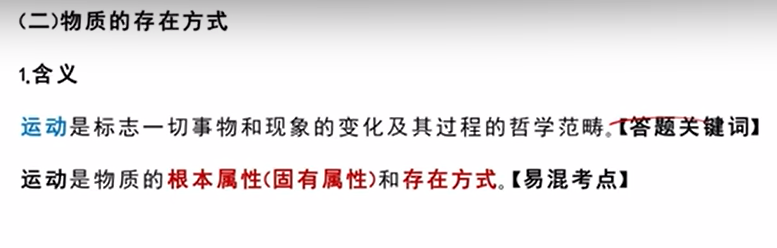 (二)物质的存在方式
1.含义
运动是标志一切事物和现象的变化及其过程的哲学范畴。【答题关键词】
运动是物质的根本属性(固有属性)和存在方式。【易混考点】